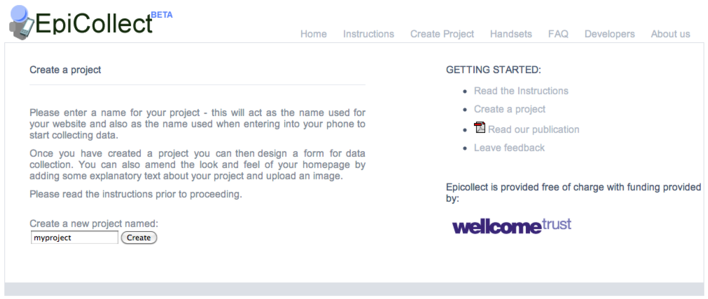 EpiCollect BETA
Home Instructions Create Project Handsets FAQ Developers About us
Create a project
Please enter a name for your project - this will act as the name used for
your website and also as the name used when entering into your phone to
start collecting data.
Once you have created a project you can then design a form for data
collection. You can also amend the look and feel of your homepage by
adding some explanatory text about your project and upload an image.
Please read the instructions prior to proceeding.
Create a new project named:
myproject Create
GETTING STARTED:
Read the Instructions
Create a project
Read our publication
Leave feedback
Epicollect is provided free of charge with funding provided
by:
wellcometrust